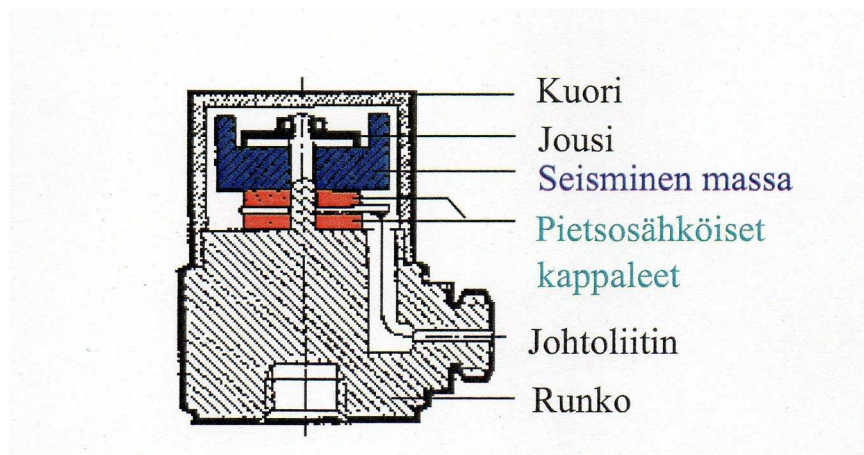 Kuori
Jousi
Seisminen massa
Pietsosähköiset
kappaleet
Johtoliitin
Runko